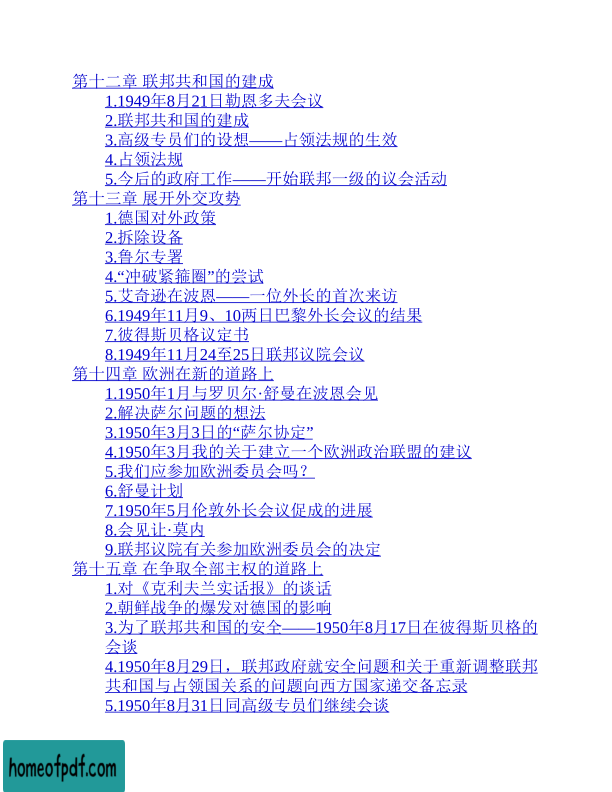 第十二章 联邦共和国的建成
1.1949年8月21日勒恩多夫会议
2.联邦共和国的建成
3.高级专员们的设想——占领法规的生效
4.占领法规
5.今后的政府工作——开始联邦一级的议会活动
第十三章 展开外交攻势
1.德国对外政策
2.拆除设备
3.鲁尔专署
4.“冲破紧箍圈”的尝试
5.艾奇逊在波恩——一位外长的首次来访
6.1949年11月9、10两日巴黎外长会议的结果
7.彼得斯贝格议定书
8.1949年11月24至25日联邦议院会议
第十四章 欧洲在新的道路上
1.1950年1月与罗贝尔·舒曼在波恩会见
2.解决萨尔问题的想法
3.1950年3月3日的“萨尔协定”
4.1950年3月我的关于建立一个欧洲政治联盟的建议
5.我们应参加欧洲委员会吗？
6.舒曼计划
7.1950年5月伦敦外长会议促成的进展
8.会见让·莫内
9.联邦议院有关参加欧洲委员会的决定
第十五章 在争取全部主权的道路上
1.对《克利夫兰实话报》的谈话
2.朝鲜战争的爆发对德国的影响
3.为了联邦共和国的安全——1950年8月17日在彼得斯贝格的
会谈
4.1950年8月29日，联邦政府就安全问题和关于重新调整联邦
共和国与占领国关系的问题向西方国家递交备忘录
5.1950年8月31日同高级专员们继续会谈
homeofpdf.com